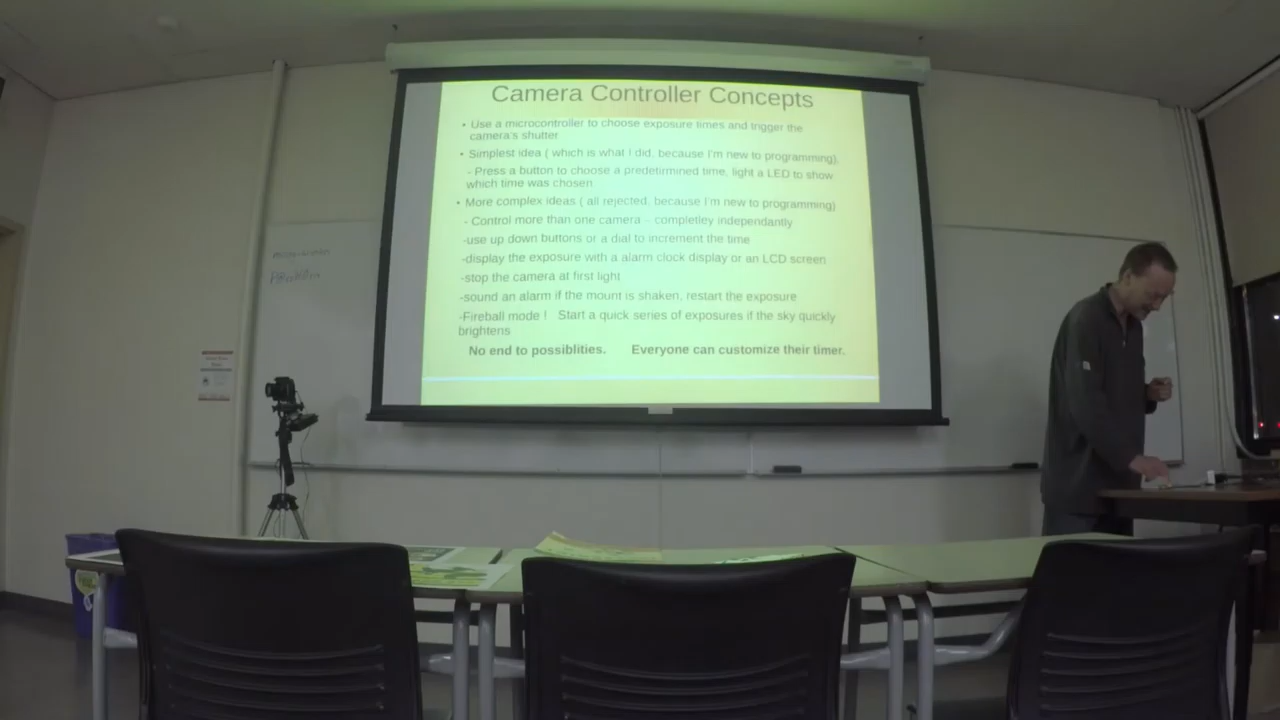 Camera Controller Concepts
• Use a microcontroller to choose exposure times and trigger the
camera's shutter
• Simplest idea ( which is what I did, because I'm new to programming),
- Press a button to choose a predetirmined time, light a LED to show
which time was chosen
• More complex ideas ( all rejected, because I'm new to programming)
- Control more than one camera – completley independantly
-use up down buttons or a dial to increment the time
-display the exposure with a alarm clock display or an LCD screen
-stop the camera at first light
-sound an alarm if the mount is shaken, restart the exposure
-Fireball mode ! Start a quick series of exposures if the sky quickly
brightens
No end to possiblities. Everyone can customize their timer.